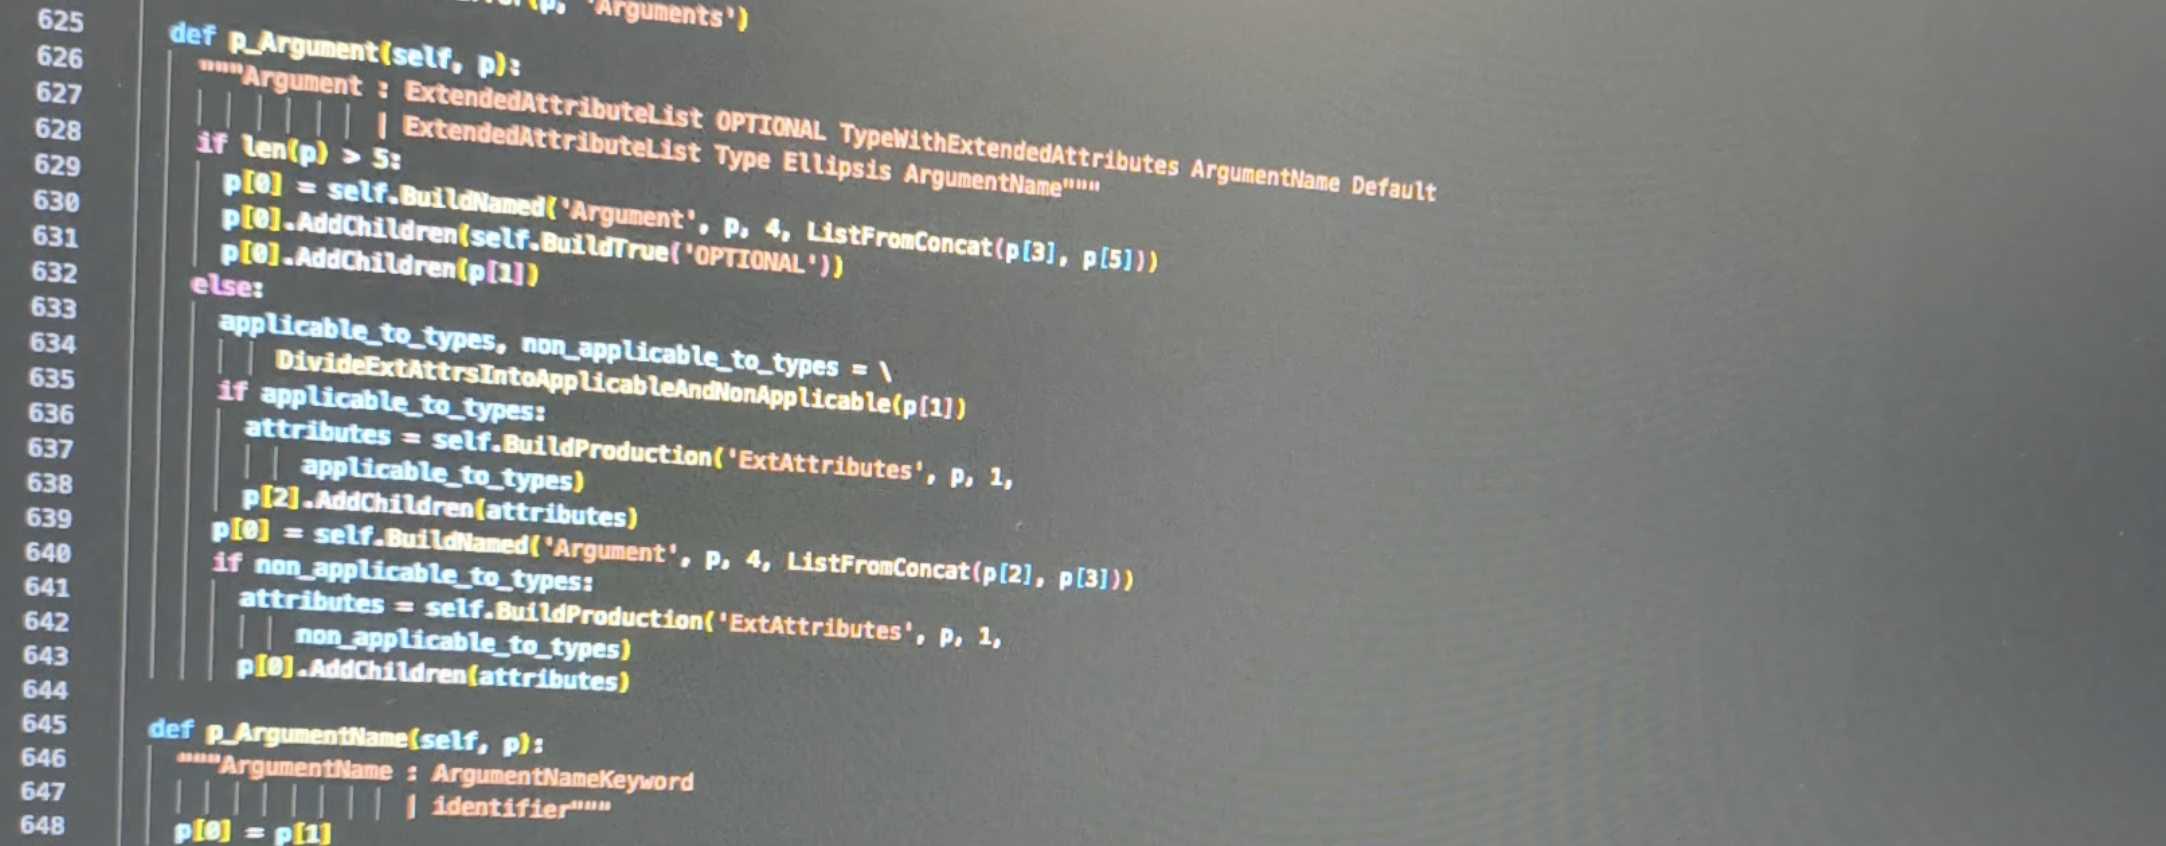 'Arguments')
625
626 def p_Argument(self, p):
627 """Argument : ExtendedAttributeList OPTIONAL TypeWithExtendedAttributes ArgumentName Default
628 | ExtendedAttributeList Type Ellipsis ArgumentName"""
629 if len(p) > 5:
630 p[0] = self.BuildNamed('Argument', p, 4, ListFromConcat(p[3], p[5]))
631 p[0].AddChildren(self.BuildTrue('OPTIONAL'))
632 p[0].AddChildren(p[1])
633 else:
634 applicable_to_types, non_applicable_to_types = \
635 DivideExtAttrsIntoApplicableAndNonApplicable(p[1])
636 if applicable_to_types:
637 attributes = self.BuildProduction('ExtAttributes', p, 1,
638 applicable_to_types)
639 p[2].AddChildren(attributes)
640 p[0] = self.BuildNamed('Argument', p, 4, ListFromConcat(p[2], p[3]))
641 if non_applicable_to_types:
642 attributes = self.BuildProduction('ExtAttributes', p, 1,
643 non_applicable_to_types)
644 p[0].AddChildren(attributes)
645
646 def p_ArgumentName(self, p):
647 """ArgumentName : ArgumentNameKeyword
648 | identifier"""
p[0] = p[1]